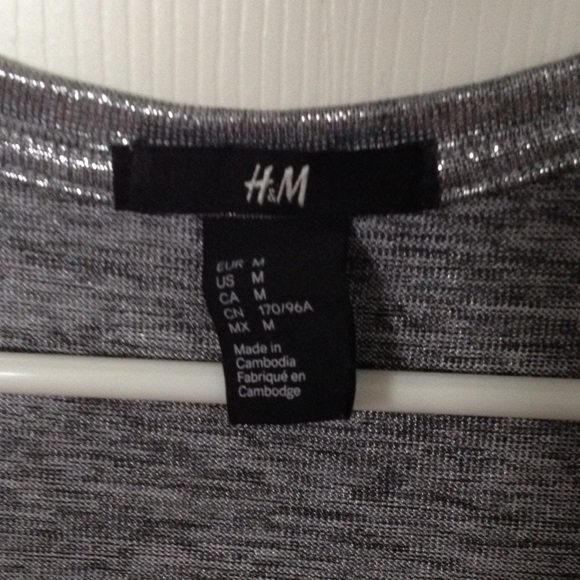 H&M
EUR M
US M
CA M
CN 170/96A
MX M
Made in
Cambodia
Fabriqué en
Cambodge